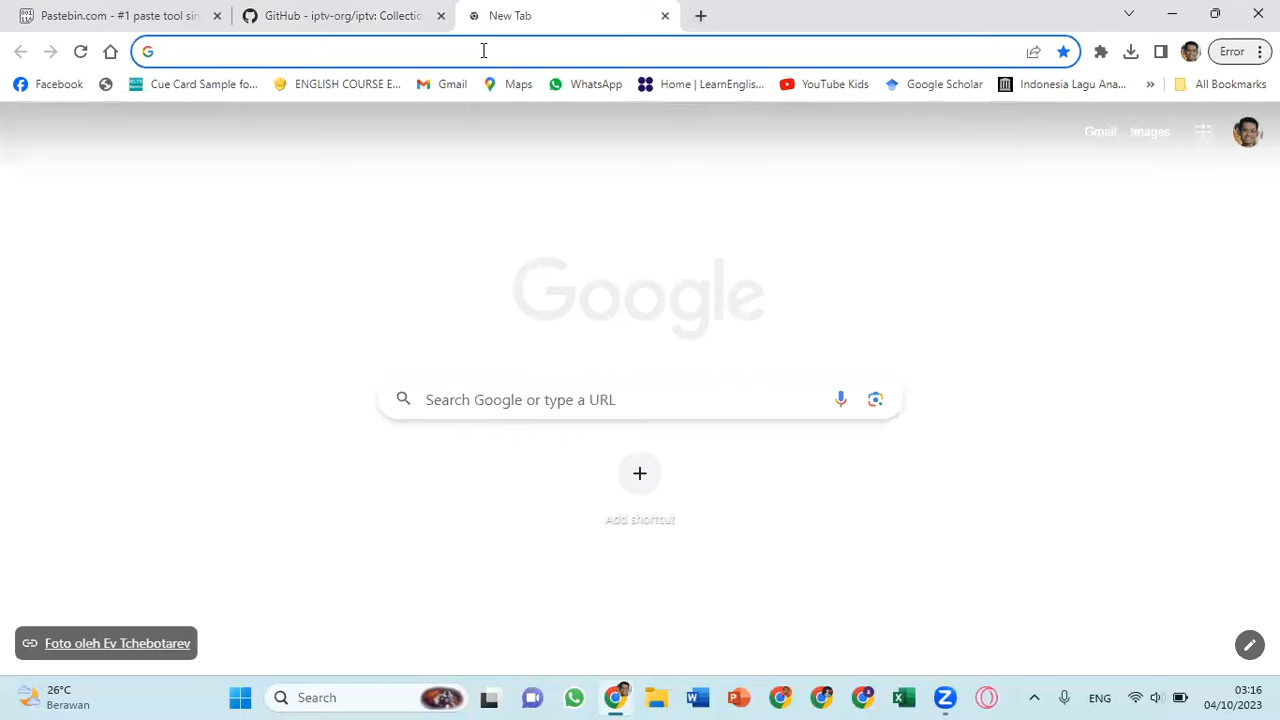 Pastebin.com - #1 paste tool sin
GitHub - iptv-org/iptv: Collectio
New Tab
Error
Facebook
Cue Card Sample fo...
ENGLISH COURSE E...
Gmail
Maps
WhatsApp
Home | LearnEnglis...
YouTube Kids
Google Scholar
Indonesia Lagu Ana...
»
All Bookmarks
Gmail
Images
Google
Search Google or type a URL
Add shortcut
Foto oleh Ev Tchebotarev
26°C
Berawan
Search
ENG
03:16
04/10/2023